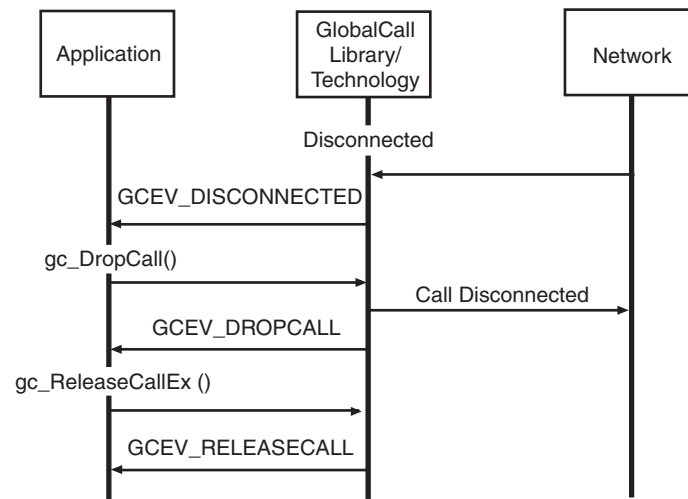 Application
GlobalCall
Library/
Technology
Network
Disconnected
GCEV_DISCONNECTED
gc_DropCall()
Call Disconnected
GCEV_DROPCALL
gc_ReleaseCallEx ()
GCEV_RELEASECALL